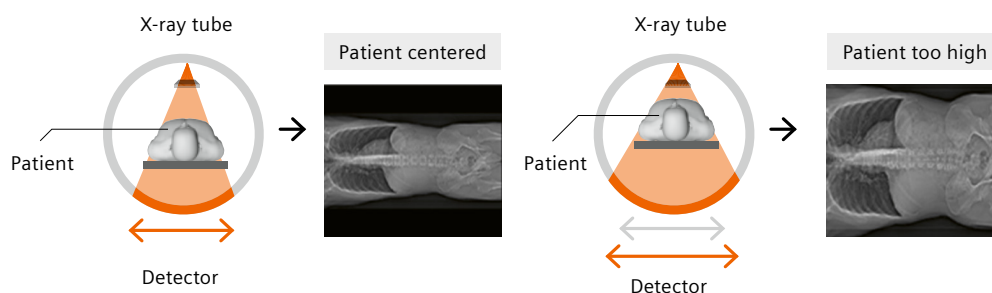 X-ray tube
Patient centered
Patient
Detector
X-ray tube
Patient too high
Patient
Detector